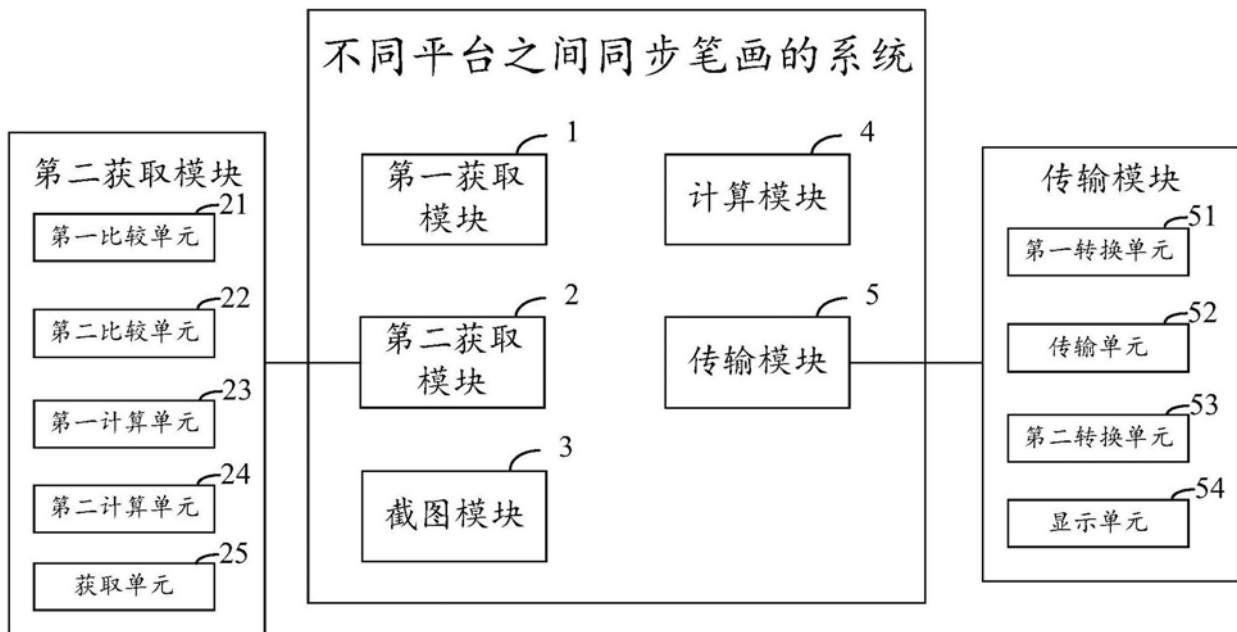 不同平台之间同步笔画的系统
第二获取模块
21
第一比较单元
22
第二比较单元
23
第一计算单元
24
第二计算单元
25
获取单元
1
第一获取
模块
2
第二获取
模块
3
截图模块
4
计算模块
5
传输模块
传输模块
51
第一转换单元
52
传输单元
53
第二转换单元
54
显示单元